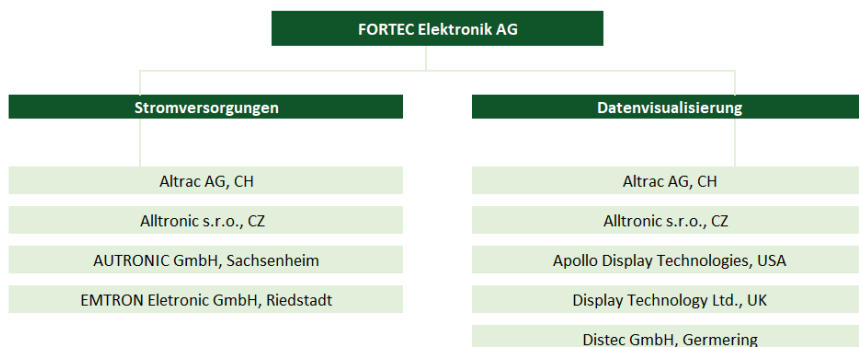 FORTEC Elektronik AG
Stromversorgungen
Altrac AG, CH
Alltronic s.r.o., CZ
AUTRONIC GmbH, Sachsenheim
EMTRON Eletronic GmbH, Riedstadt
Datenvisualisierung
Altrac AG, CH
Alltronic s.r.o., CZ
Apollo Display Technologies, USA
Display Technology Ltd., UK
Distec GmbH, Germering